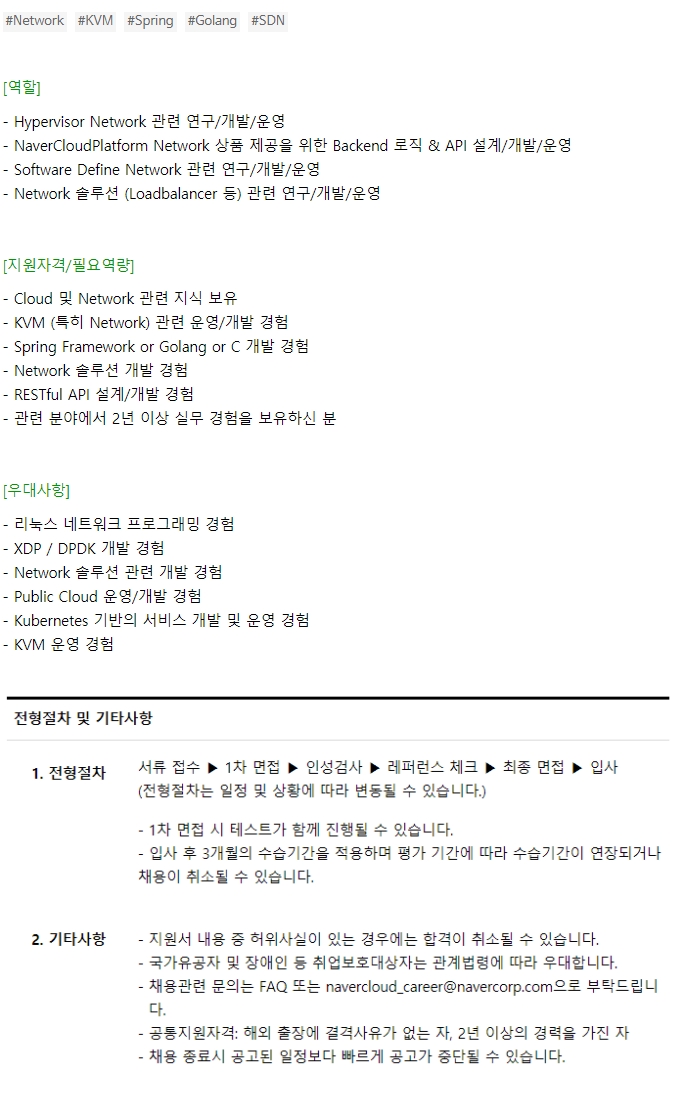 #Network #KVM #Spring #Golang #SDN
[역할]
- Hypervisor Network 관련 연구/개발/운영
- NaverCloudPlatform Network 상품 제공을 위한 Backend 로직 & API 설계/개발/운영
- Software Define Network 관련 연구/개발/운영
- Network 솔루션 (Loadbalancer 등) 관련 연구/개발/운영
[지원자격/필요역량]
- Cloud 및 Network 관련 지식 보유
- KVM (특히 Network) 관련 운영/개발 경험
- Spring Framework or Golang or C 개발 경험
- Network 솔루션 개발 경험
- RESTful API 설계/개발 경험
- 관련 분야에서 2년 이상 실무 경험을 보유하신 분
[우대사항]
- 리눅스 네트워크 프로그래밍 경험
- XDP / DPDK 개발 경험
- Network 솔루션 관련 개발 경험
- Public Cloud 운영/개발 경험
- Kubernetes 기반의 서비스 개발 및 운영 경험
- KVM 운영 경험
전형절차 및 기타사항
1. 전형절차 서류 접수 ▶ 1차 면접 ▶ 인성검사 ▶ 레퍼런스 체크 ▶ 최종 면접 ▶ 입사
(전형절차는 일정 및 상황에 따라 변동될 수 있습니다.)
- 1차 면접 시 테스트가 함께 진행될 수 있습니다.
- 입사 후 3개월의 수습기간을 적용하며 평가 기간에 따라 수습기간이 연장되거나
채용이 취소될 수 있습니다.
2. 기타사항 - 지원서 내용 중 허위사실이 있는 경우에는 합격이 취소될 수 있습니다.
- 국가유공자 및 장애인 등 취업보호대상자는 관계법령에 따라 우대합니다.
- 채용관련 문의는 FAQ 또는 navercloud_career@navercorp.com으로 부탁드립니
다.
- 공통지원자격: 해외 출장에 결격사유가 없는 자, 2년 이상의 경력을 가진 자
- 채용 종료시 공고된 일정보다 빠르게 공고가 중단될 수 있습니다.